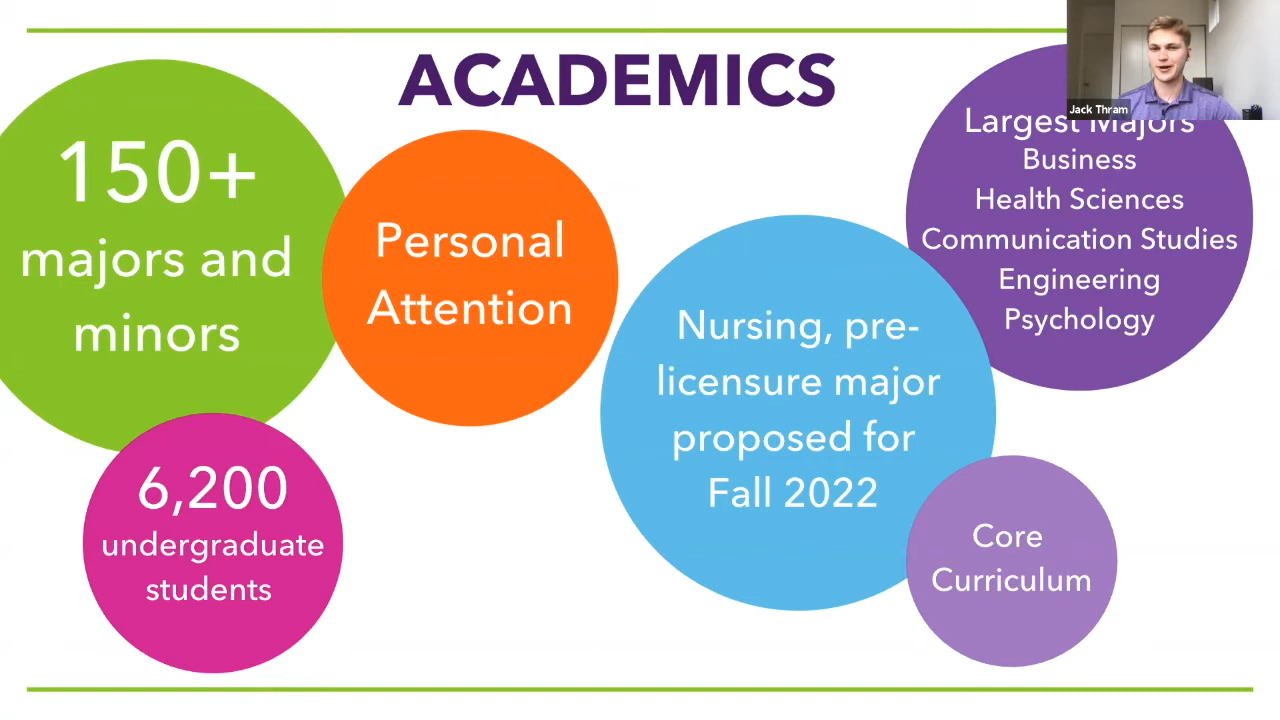 ACADEMICS
150+
majors and
minors
Personal
Attention
6,200
undergraduate
students
Nursing, pre-
licensure major
proposed for
Fall 2022
Jack Thram
Largest Majors
Business
Health Sciences
Communication Studies
Engineering
Psychology
Core
Curriculum